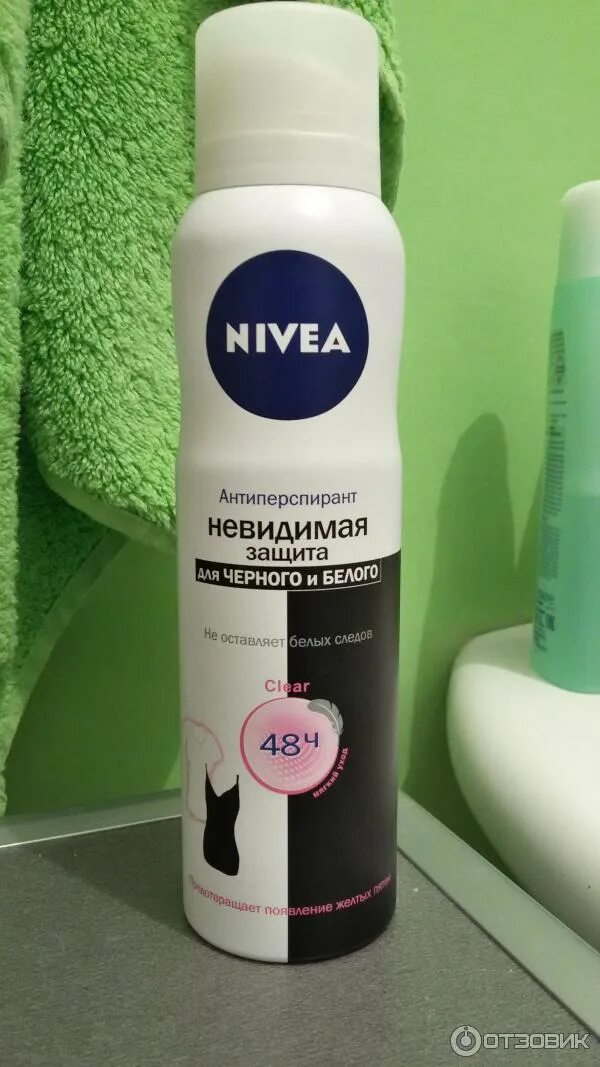 NIVEA
Антиперспирант
невидимая
защита
для ЧЕРНОГО и БЕЛОГО
Не оставляет белых следов
Clear
48ч
мягкий уход
Предотвращает появление желтых пятен
ОТЗОВИК